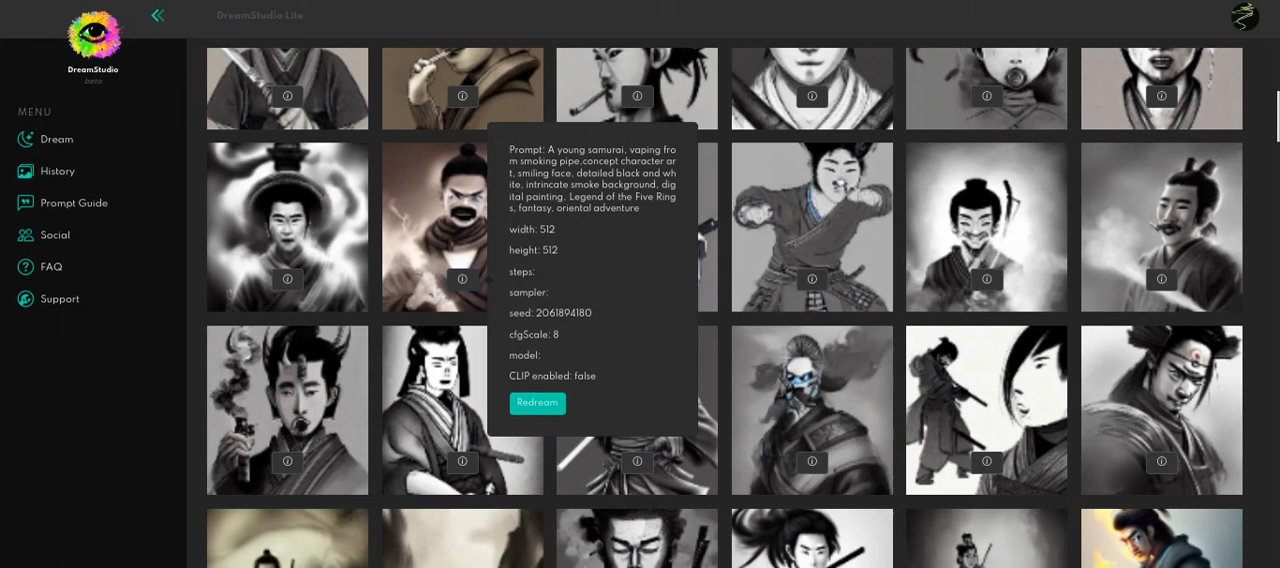 DreamStudio Lite
DreamStudio
beta
MENU
Dream
History
Prompt Guide
Social
FAQ
Support
Prompt: A young samurai, vaping fro
m smoking pipe,concept character ar
t, smiling face, detailed black and wh
ite, intrincate smoke background, dig
ital painting, Legend of the Five Ring
s, fantasy, oriental adventure
width: 512
height: 512
steps:
sampler:
seed: 2061894180
cfgScale: 8
model:
CLIP enabled: false
Redream